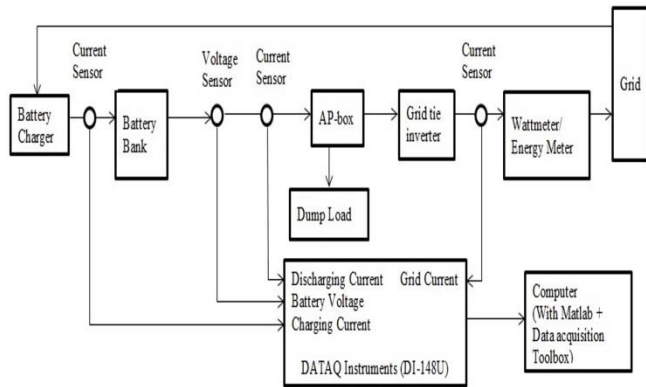 Current
Sensor
Voltage
Sensor
Current
Sensor
Current
Sensor
Grid
Battery
Charger
Battery
Bank
AP-box
Grid tie
inverter
Wattmeter/
Energy Meter
Dump Load
Discharging Current
Grid Current
Battery Voltage
Charging Current
DATAQ Instruments (DI-148U)
Computer
(With Matlab +
Data acquisition
Toolbox)